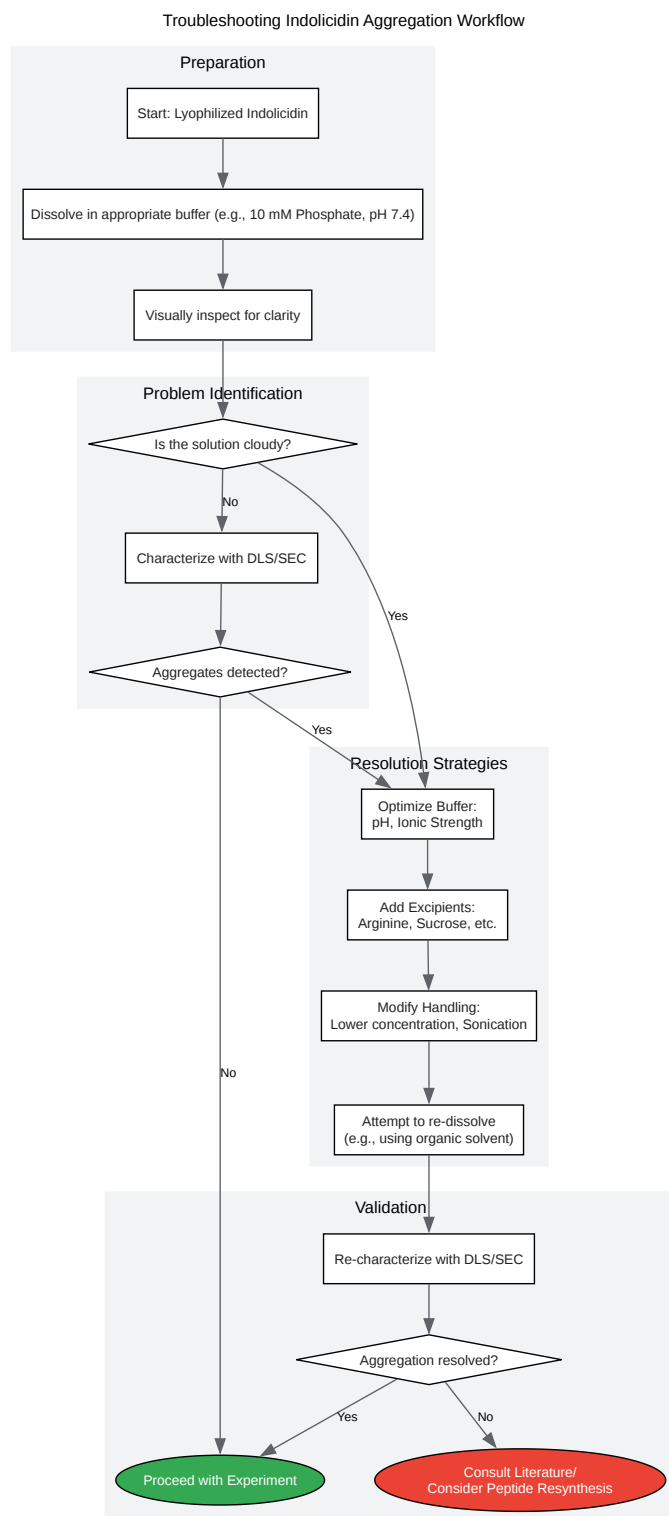 Troubleshooting Indolicidin Aggregation Workflow
Preparation
Start: Lyophilized Indolicidin
Dissolve in appropriate buffer (e.g., 10 mM Phosphate, pH 7.4)
Visually inspect for clarity
Problem Identification
Is the solution cloudy?
No
Characterize with DLS/SEC
Yes
Aggregates detected?
Yes
Resolution Strategies
Optimize Buffer:
pH, Ionic Strength
Add Excipients:
Arginine, Sucrose, etc.
Modify Handling:
Lower concentration, Sonication
No
Attempt to re-dissolve
(e.g., using organic solvent)
Validation
Re-characterize with DLS/SEC
Aggregation resolved?
Yes
No
Proceed with Experiment
Consult Literature/
Consider Peptide Resynthesis